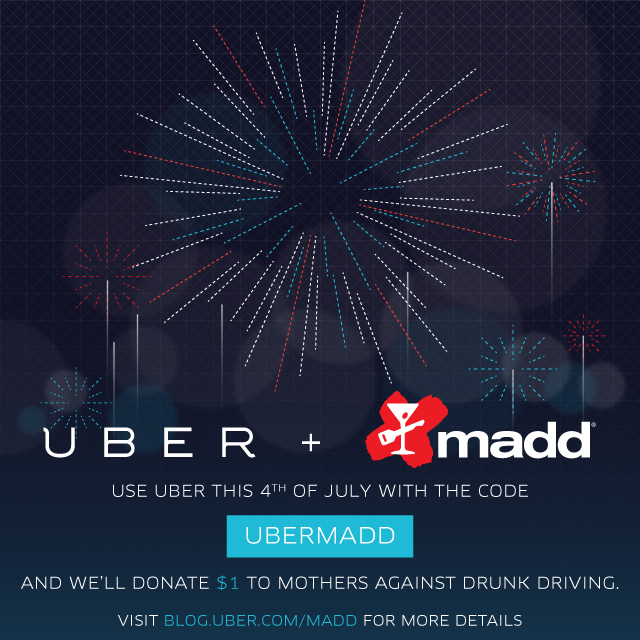 UBER + madd®
USE UBER THIS 4TH OF JULY WITH THE CODE
UBERMADD
AND WE'LL DONATE $1 TO MOTHERS AGAINST DRUNK DRIVING.
VISIT BLOG.UBER.COM/MADD FOR MORE DETAILS